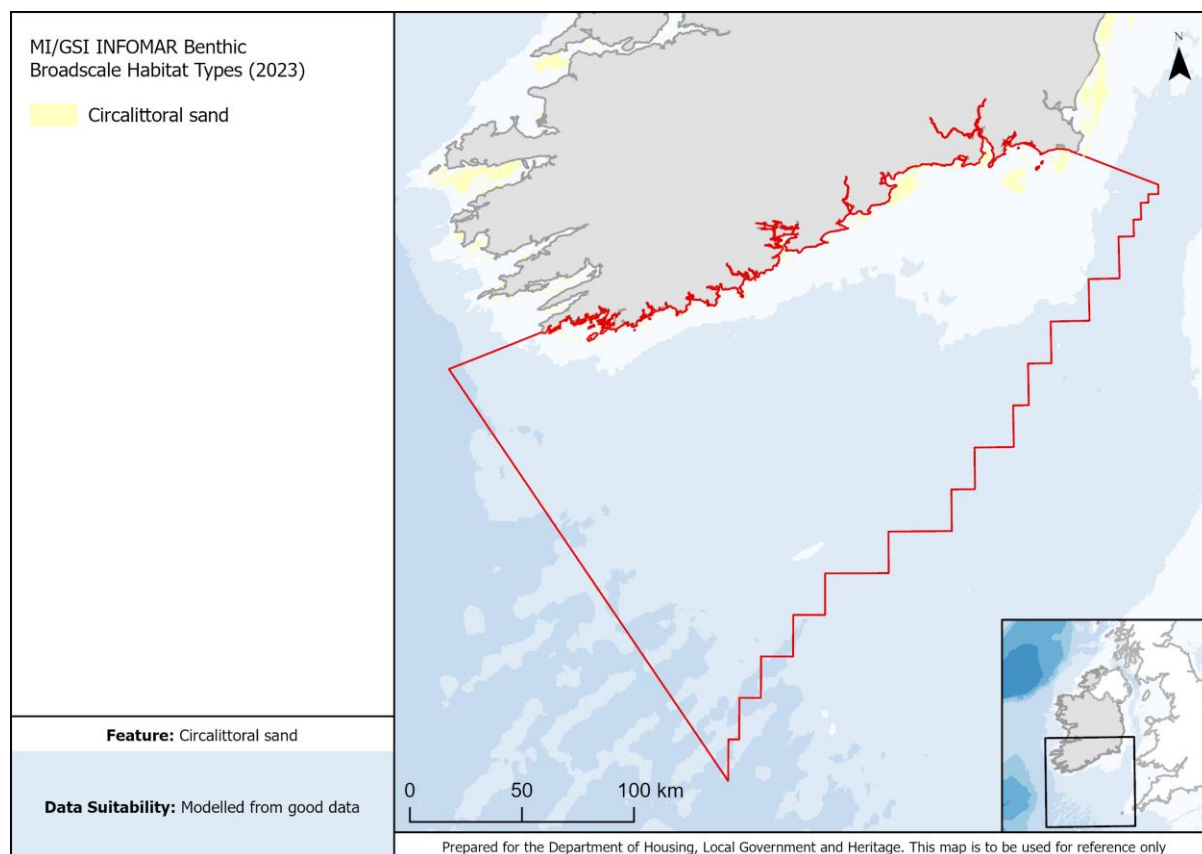 MI/GSI INFOMAR Benthic
Broadscale Habitat Types (2023)
Circalittoral sand
Feature: Circalittoral sand
Data Suitability: Modelled from good data
N
0 50 100 km
Prepared for the Department of Housing, Local Government and Heritage. This map is to be used for reference only